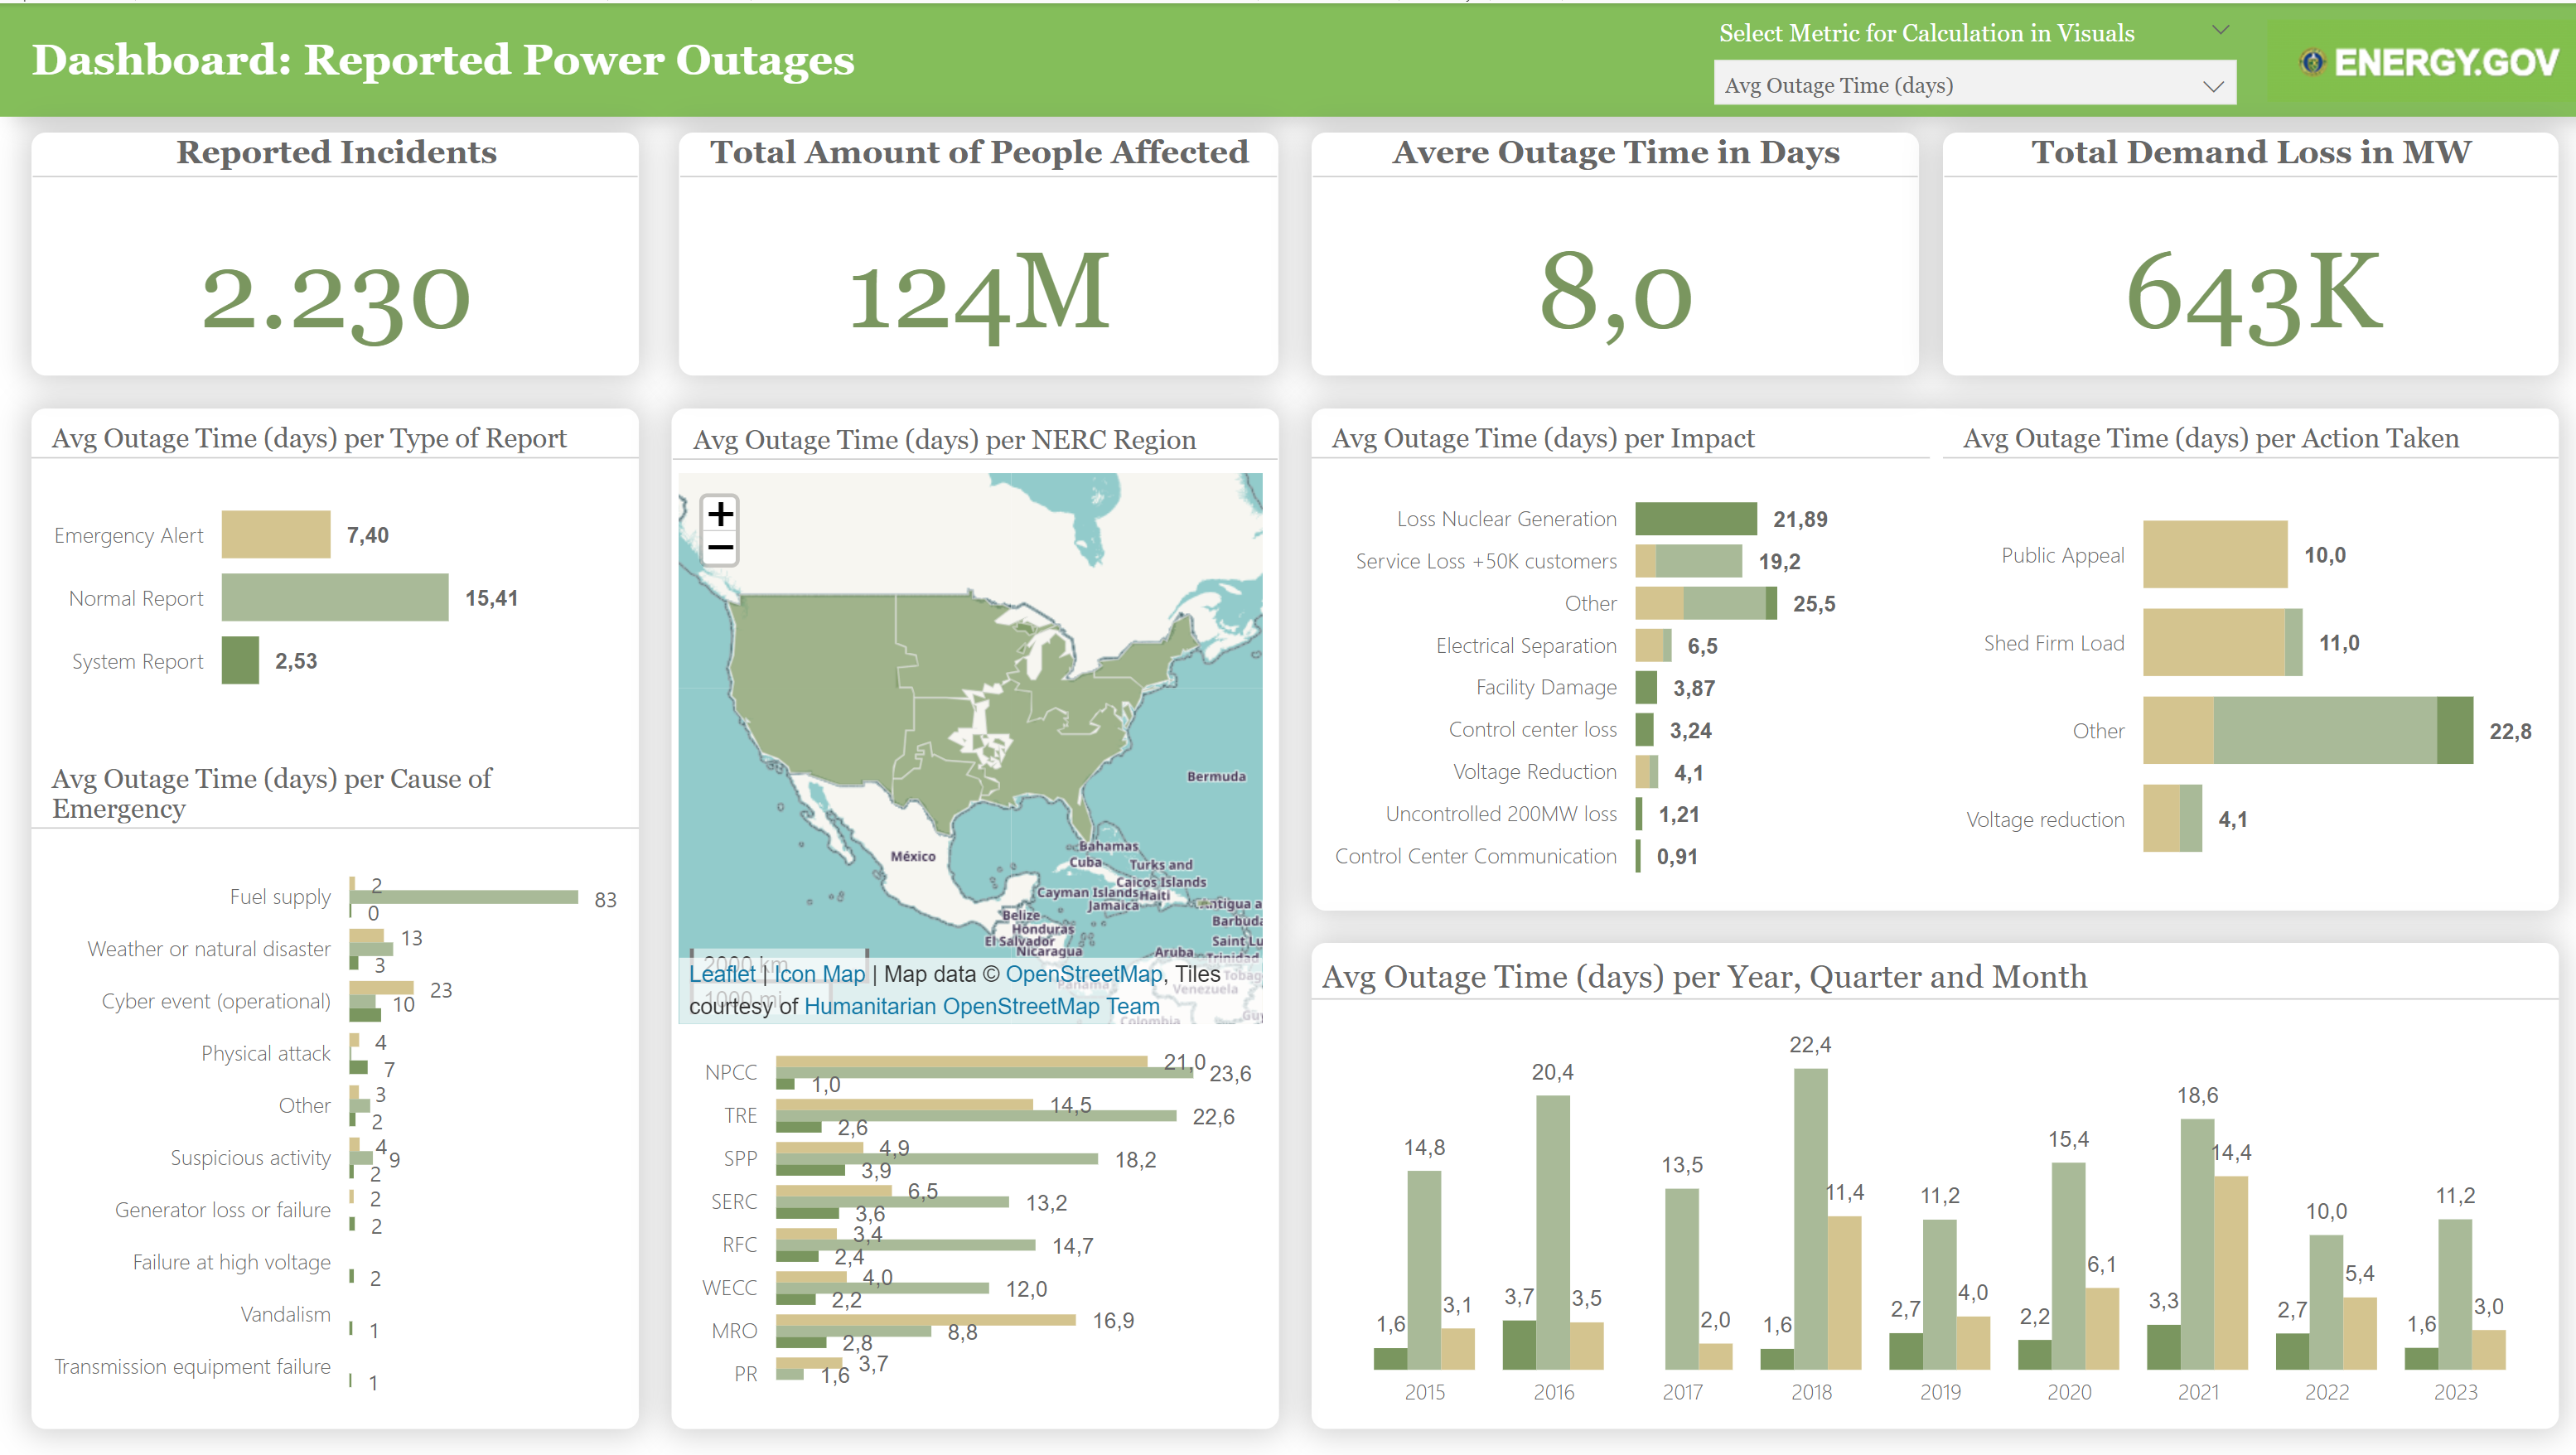 Dashboard: Reported Power Outages
Select Metric for Calculation in Visuals
Avg Outage Time (days)
ENERGY.GOV
Reported Incidents
2.230
Total Amount of People Affected
124M
Avere Outage Time in Days
8,0
Total Demand Loss in MW
643K
Avg Outage Time (days) per Type of Report
Emergency Alert 7,40
Normal Report 15,41
System Report 2,53
Avg Outage Time (days) per Cause of
Emergency
Fuel supply 2 83 0
Weather or natural disaster 13 3
Cyber event (operational) 23 10
Physical attack 4 7
Other 3 2
Suspicious activity 4 9 2
Generator loss or failure 2 2
Failure at high voltage 2
Vandalism 1
Transmission equipment failure 1
Avg Outage Time (days) per NERC Region
+
−
Bermuda
México
Bahamas
Cuba
Turks and
Caicos Islands
Cayman Islands
Haiti
Jamaica
Antigua a
Barbuda
Belize
Honduras
El Salvador
Nicaragua
Saint Lu
Aruba
Trinidad
Tobag
Panama
Venezuela
Colombia
Gu
2000 km
1000 mi
Leaflet | Icon Map | Map data © OpenStreetMap, Tiles
courtesy of Humanitarian OpenStreetMap Team
NPCC 21,0 23,6 1,0
TRE 14,5 22,6 2,6
SPP 4,9 18,2 3,9
SERC 6,5 13,2 3,6
RFC 3,4 14,7 2,4
WECC 4,0 12,0 2,2
MRO 16,9 8,8 2,8
PR 3,7 1,6
Avg Outage Time (days) per Impact
Loss Nuclear Generation 21,89
Service Loss +50K customers 19,2
Other 25,5
Electrical Separation 6,5
Facility Damage 3,87
Control center loss 3,24
Voltage Reduction 4,1
Uncontrolled 200MW loss 1,21
Control Center Communication 0,91
Avg Outage Time (days) per Action Taken
Public Appeal 10,0
Shed Firm Load 11,0
Other 22,8
Voltage reduction 4,1
Avg Outage Time (days) per Year, Quarter and Month
1,6 14,8 3,1
3,7 20,4 3,5
13,5 2,0
1,6 22,4 11,4
2,7 11,2 4,0
2,2 15,4 6,1
3,3 18,6 14,4
2,7 10,0 5,4
1,6 11,2 3,0
2015 2016 2017 2018 2019 2020 2021 2022 2023